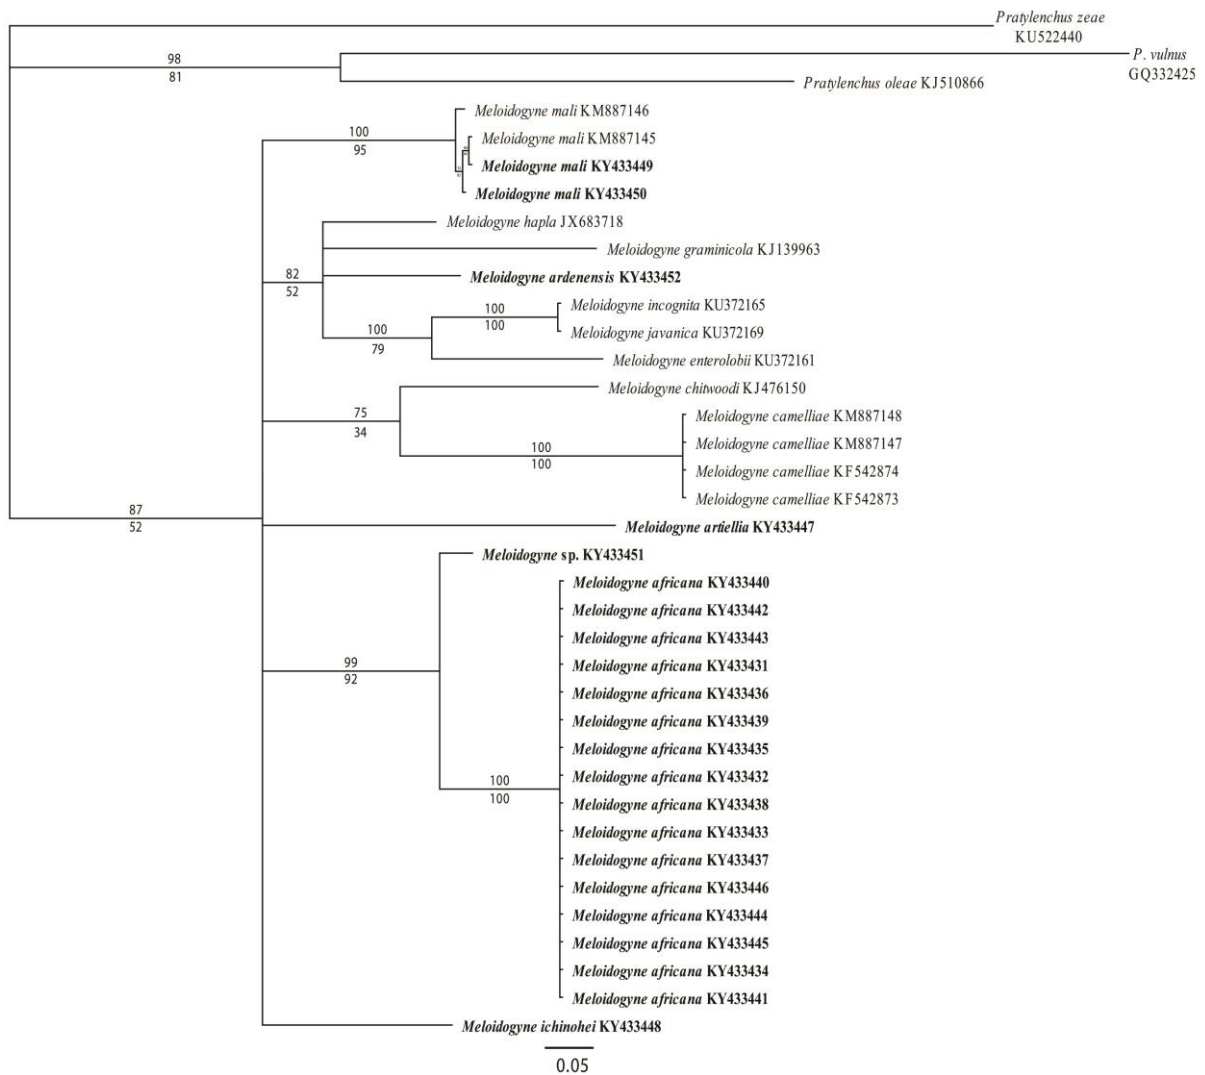 Pratylenchus zeae
KU522440
P. vulnus
GQ332425
98
81
Pratylenchus oleae KJ510866
Meloidogyne mali KM887146
100
95
Meloidogyne mali KM887145
Meloidogyne mali KY433449
Meloidogyne mali KY433450
Meloidogyne hapla JX683718
Meloidogyne graminicola KJ139963
82
52
Meloidogyne ardenensis KY433452
Meloidogyne incognita KU372165
100
100
Meloidogyne javanica KU372169
100
79
Meloidogyne enterolobii KU372161
Meloidogyne chitwoodi KJ476150
75
34
Meloidogyne camelliae KM887148
Meloidogyne camelliae KM887147
100
100
Meloidogyne camelliae KF542874
Meloidogyne camelliae KF542873
87
52
Meloidogyne artiellia KY433447
Meloidogyne sp. KY433451
Meloidogyne africana KY433440
Meloidogyne africana KY433442
Meloidogyne africana KY433443
99
92
Meloidogyne africana KY433431
Meloidogyne africana KY433436
Meloidogyne africana KY433439
Meloidogyne africana KY433435
Meloidogyne africana KY433432
100
100
Meloidogyne africana KY433438
Meloidogyne africana KY433433
Meloidogyne africana KY433437
Meloidogyne africana KY433446
Meloidogyne africana KY433444
Meloidogyne africana KY433445
Meloidogyne africana KY433434
Meloidogyne africana KY433441
Meloidogyne ichinohei KY433448
0.05